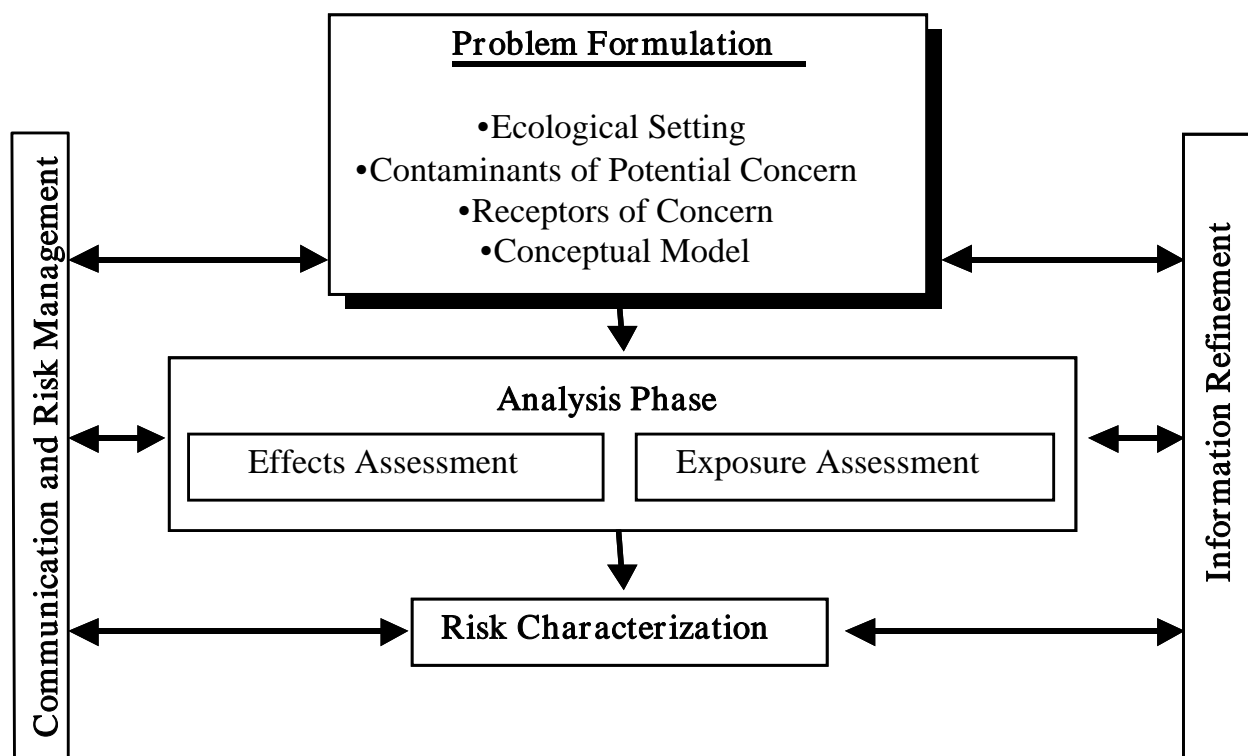 Problem Formulation
•Ecological Setting
•Contaminants of Potential Concern
•Receptors of Concern
•Conceptual Model
Communication and Risk Management
Information Refinement
Analysis Phase
Effects Assessment
Exposure Assessment
Risk Characterization